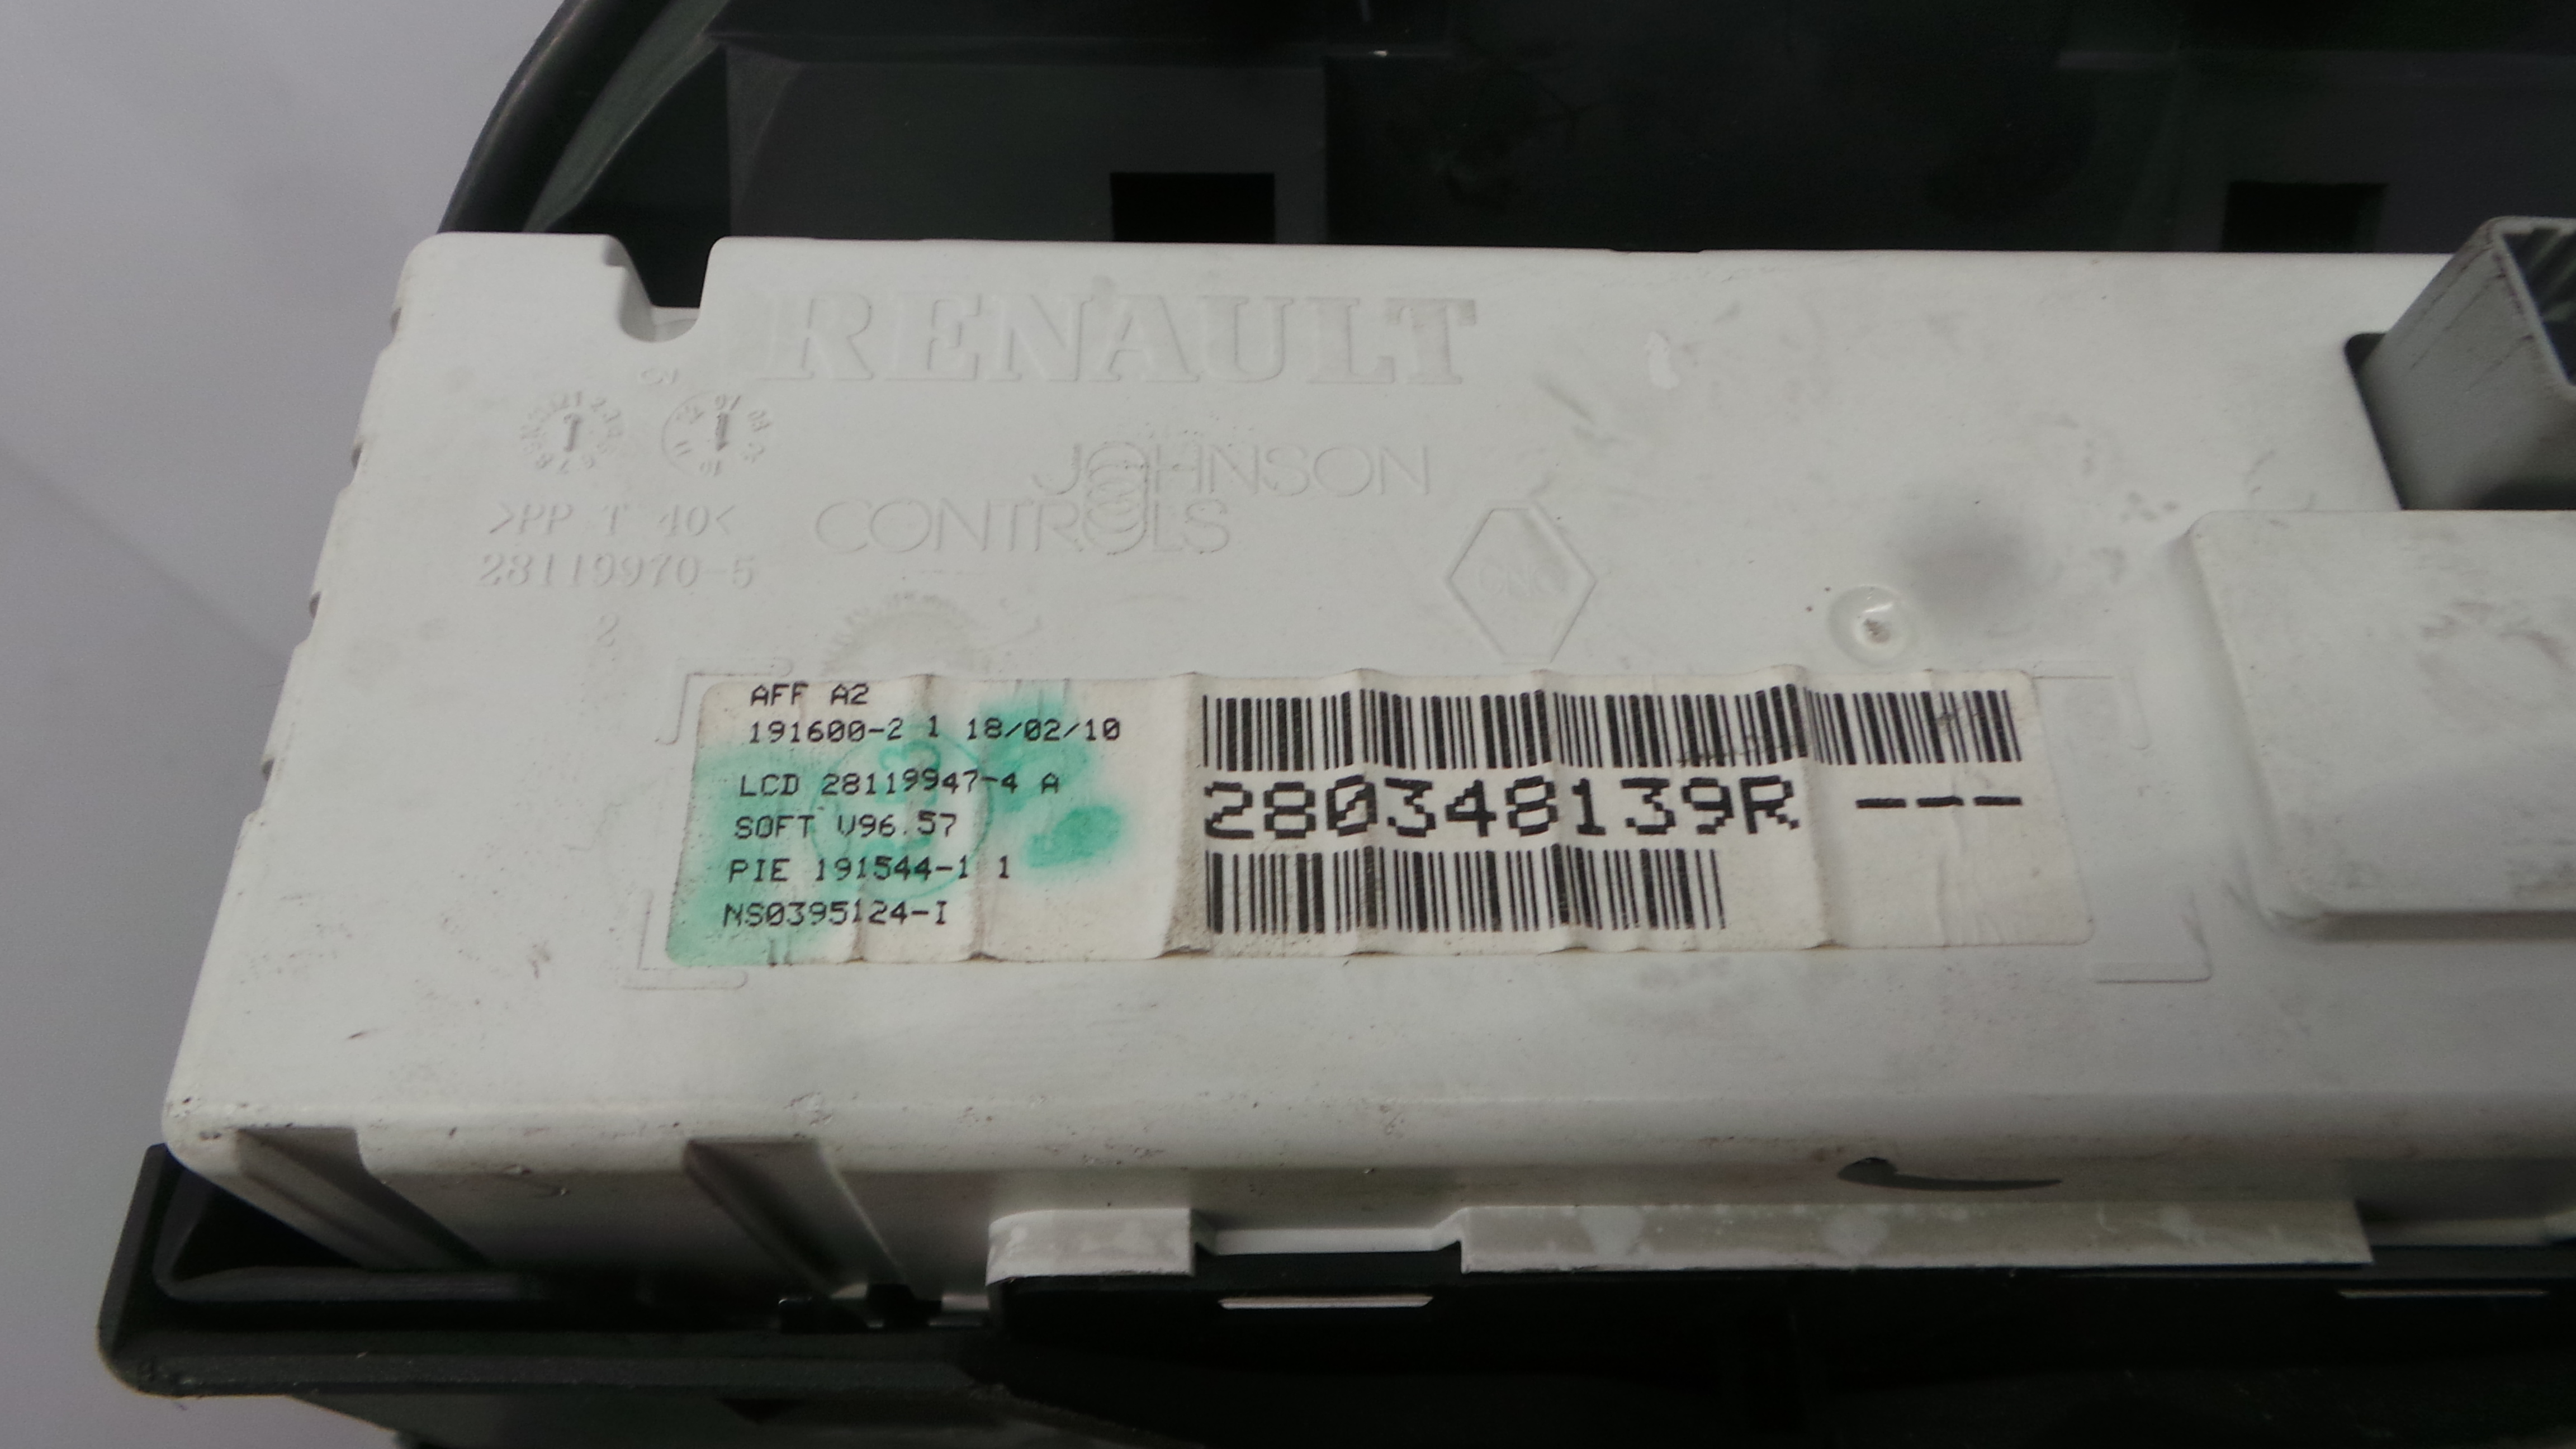 RENAULT
JOHNSON
CONTROLS
>PP T 40<
28119970-5
2
AFF A2
191600-2 1 18/02/10
LCD 28119947-4 A
SOFT V96.57
PIE 191544-1 1
NS0395124-I
280348139R ---